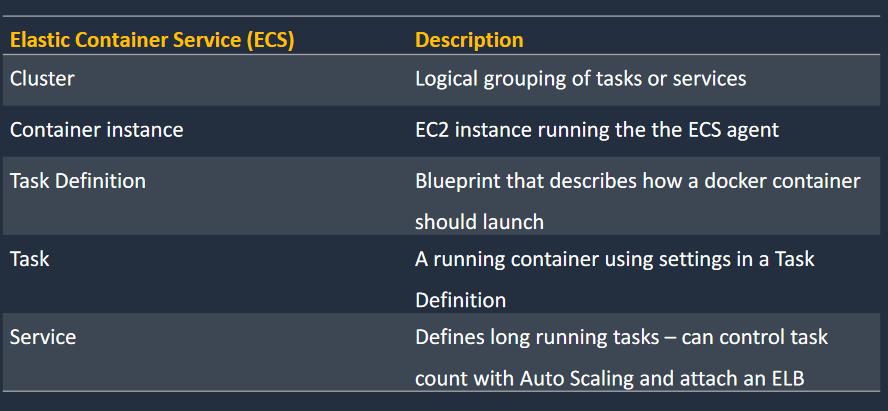 Elastic Container Service (ECS) Description
Cluster Logical grouping of tasks or services
Container instance EC2 instance running the the ECS agent
Task Definition Blueprint that describes how a docker container
should launch
Task A running container using settings in a Task
Definition
Service Defines long running tasks – can control task
count with Auto Scaling and attach an ELB